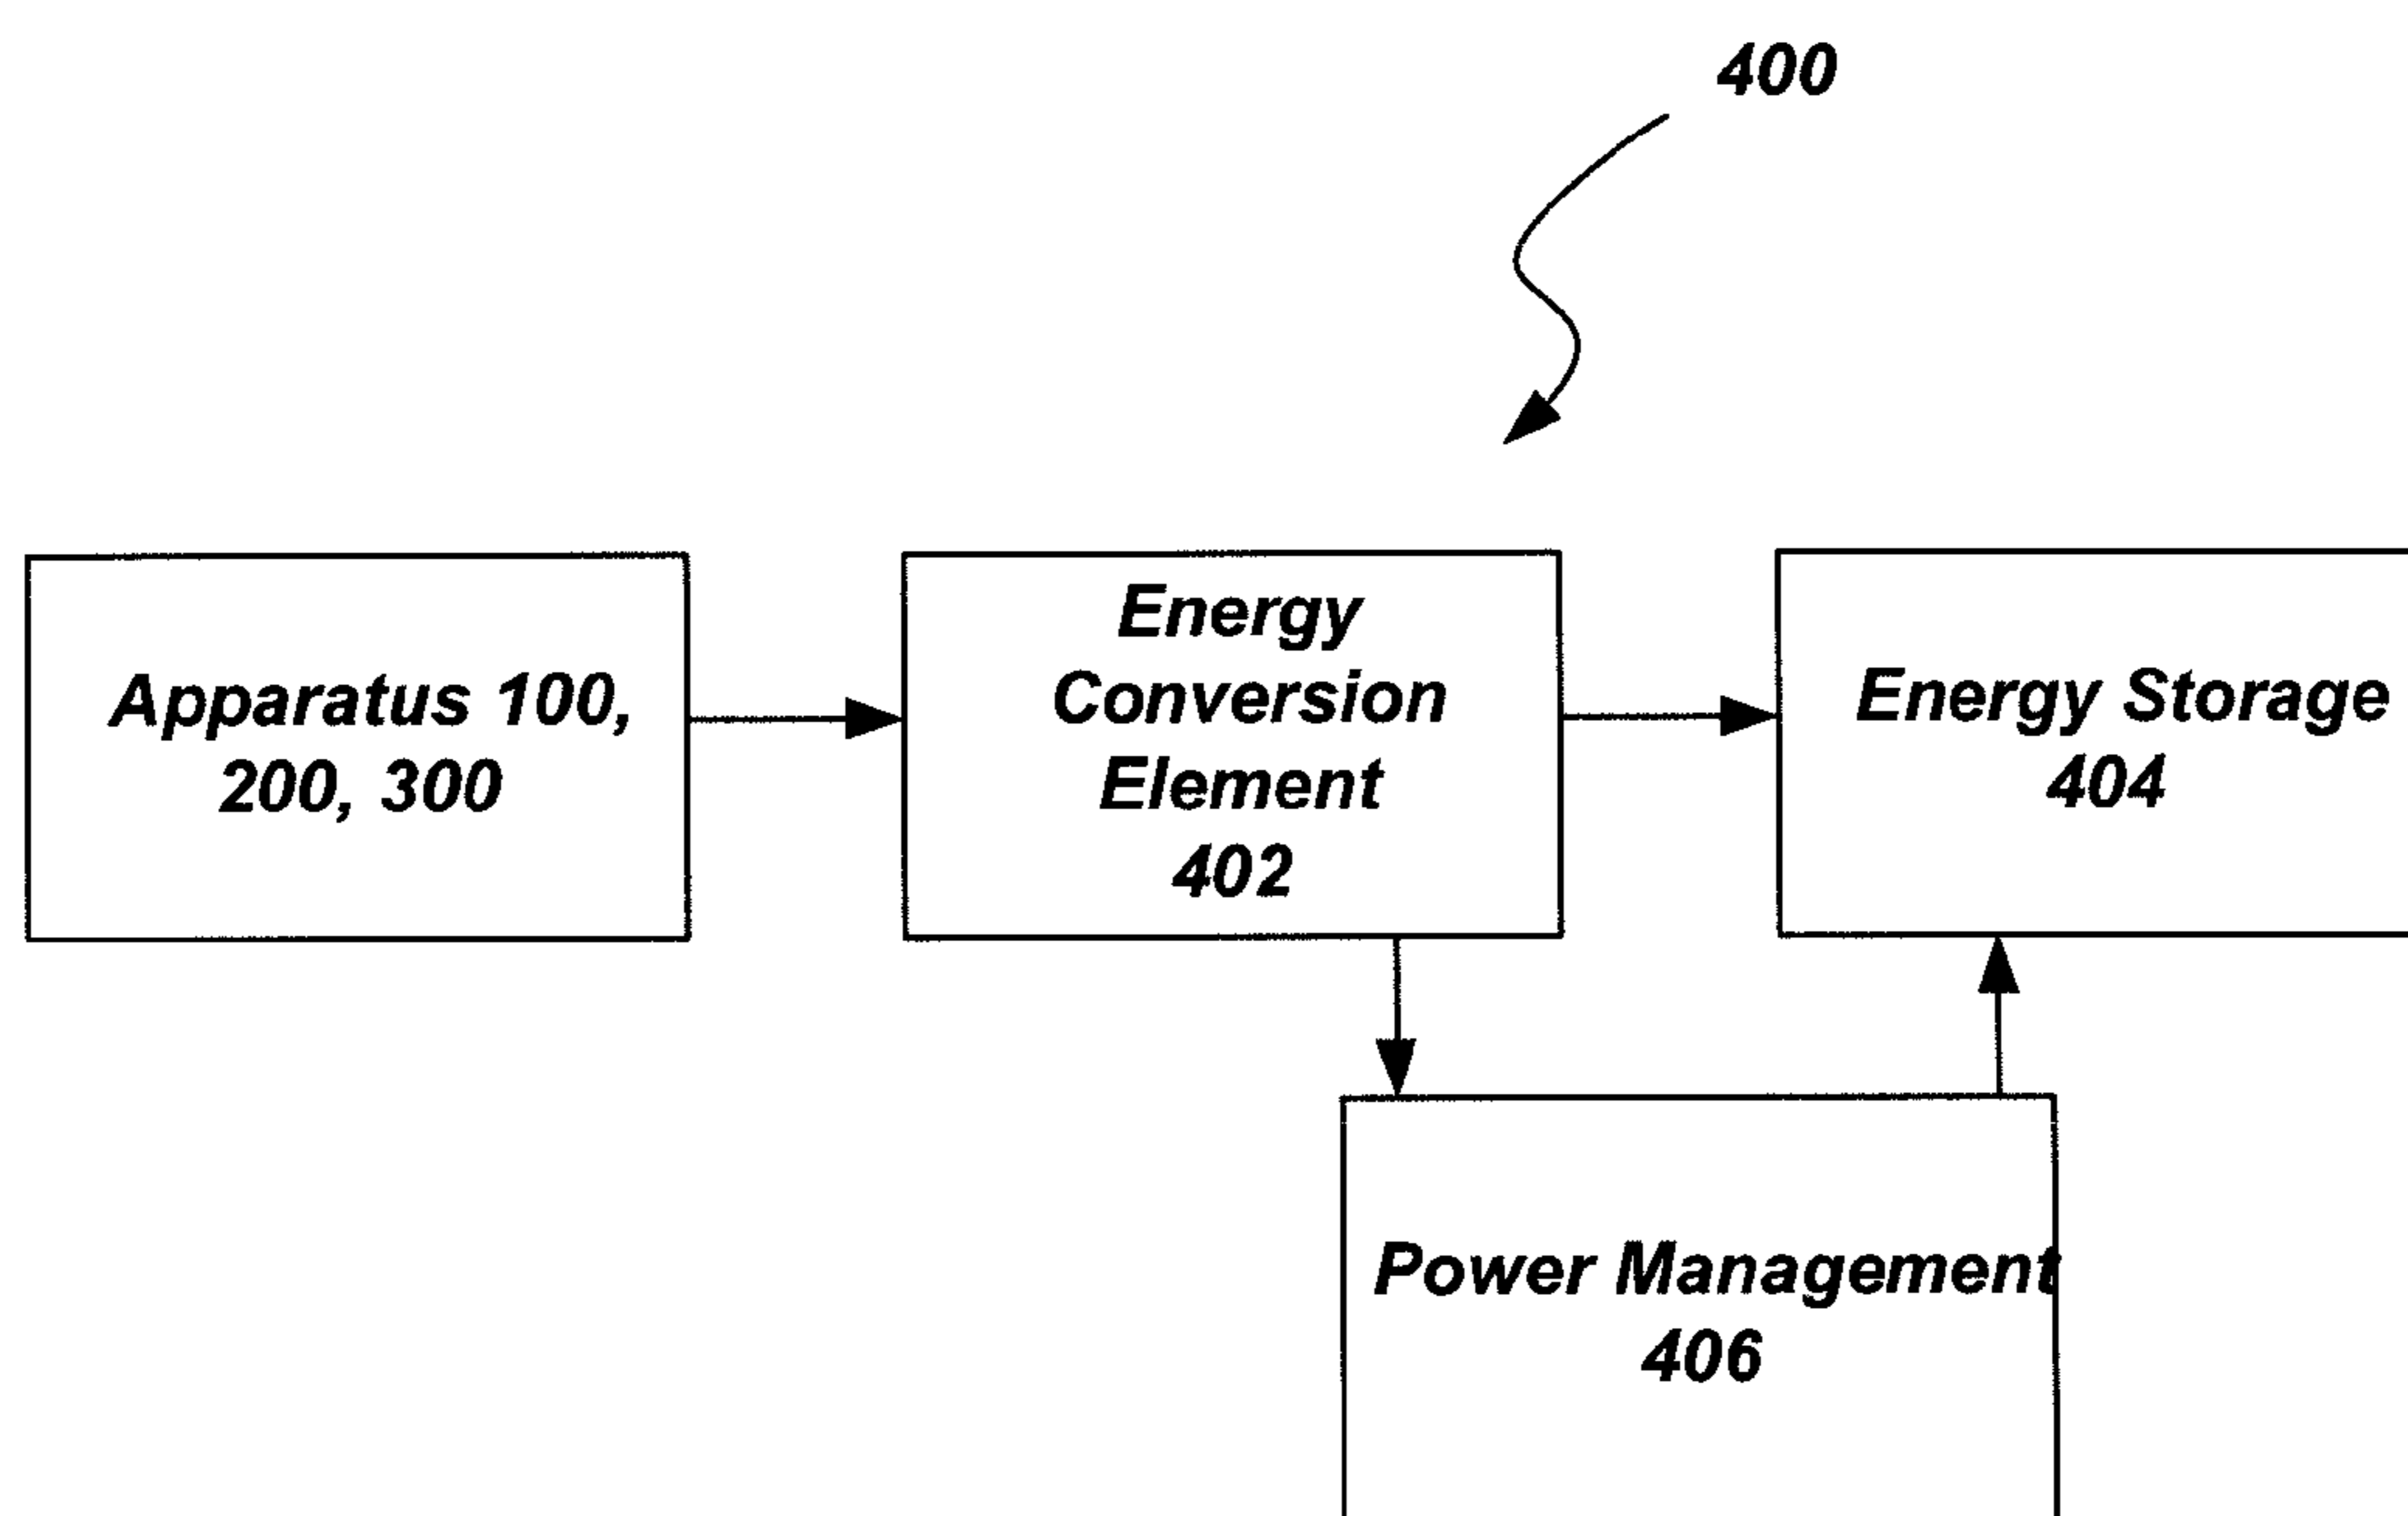 400
Apparatus 100,
200, 300
Energy
Conversion
Element
402
Energy Storage
404
Power Management
406